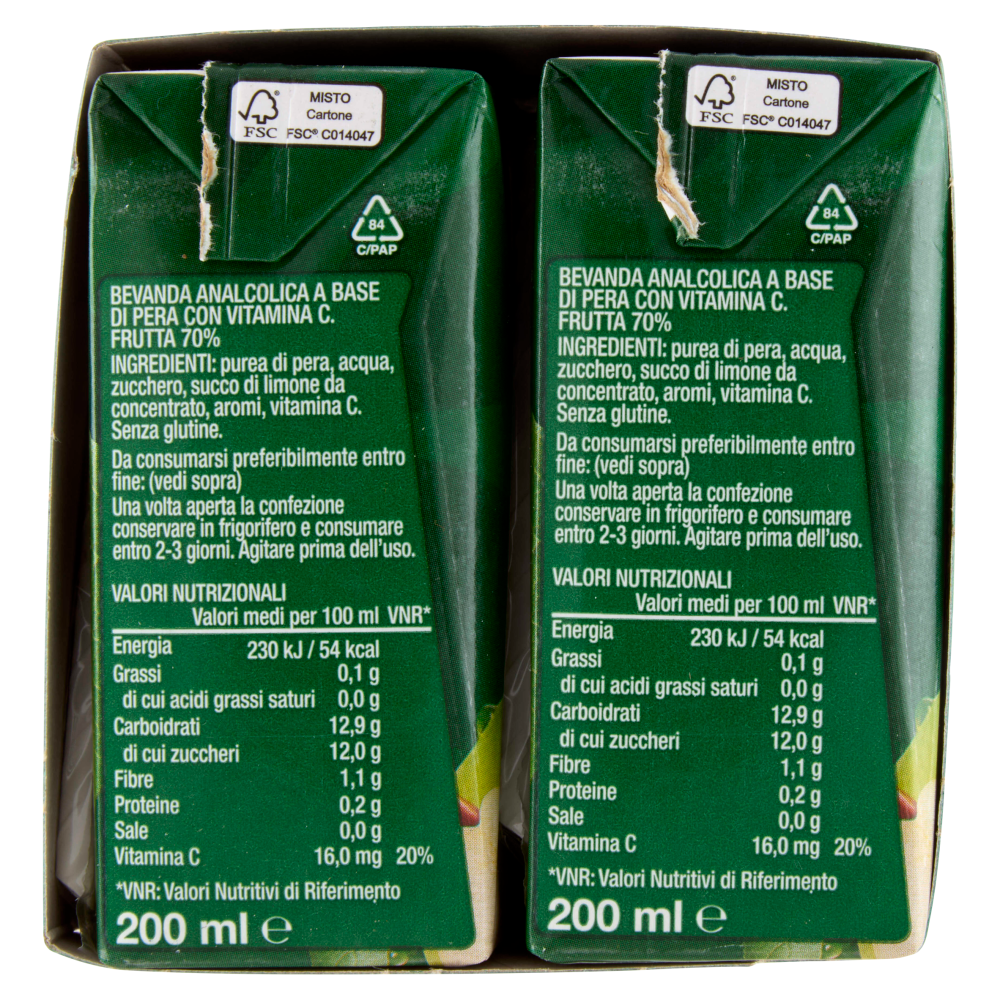 MISTO
Cartone
FSC
FSC® C014047
84
C/PAP
BEVANDA ANALCOLICA A BASE
DI PERA CON VITAMINA C.
FRUTTA 70%
INGREDIENTI: purea di pera, acqua,
zucchero, succo di limone da
concentrato, aromi, vitamina C.
Senza glutine.
Da consumarsi preferibilmente entro
fine: (vedi sopra)
Una volta aperta la confezione
conservare in frigorifero e consumare
entro 2-3 giorni. Agitare prima dell'uso.
VALORI NUTRIZIONALI
Valori medi per 100 ml VNR*
Energia 230 kJ / 54 kcal
Grassi 0,1 g
di cui acidi grassi saturi 0,0 g
Carboidrati 12,9 g
di cui zuccheri 12,0 g
Fibre 1,1 g
Proteine 0,2 g
Sale 0,0 g
Vitamina C 16,0 mg 20%
*VNR: Valori Nutritivi di Riferimento
200 ml e
MISTO
Cartone
FSC
FSC® C014047
84
C/PAP
BEVANDA ANALCOLICA A BASE
DI PERA CON VITAMINA C.
FRUTTA 70%
INGREDIENTI: purea di pera, acqua,
zucchero, succo di limone da
concentrato, aromi, vitamina C.
Senza glutine.
Da consumarsi preferibilmente entro
fine: (vedi sopra)
Una volta aperta la confezione
conservare in frigorifero e consumare
entro 2-3 giorni. Agitare prima dell'uso.
VALORI NUTRIZIONALI
Valori medi per 100 ml VNR*
Energia 230 kJ / 54 kcal
Grassi 0,1 g
di cui acidi grassi saturi 0,0 g
Carboidrati 12,9 g
di cui zuccheri 12,0 g
Fibre 1,1 g
Proteine 0,2 g
Sale 0,0 g
Vitamina C 16,0 mg 20%
*VNR: Valori Nutritivi di Riferimento
200 ml e